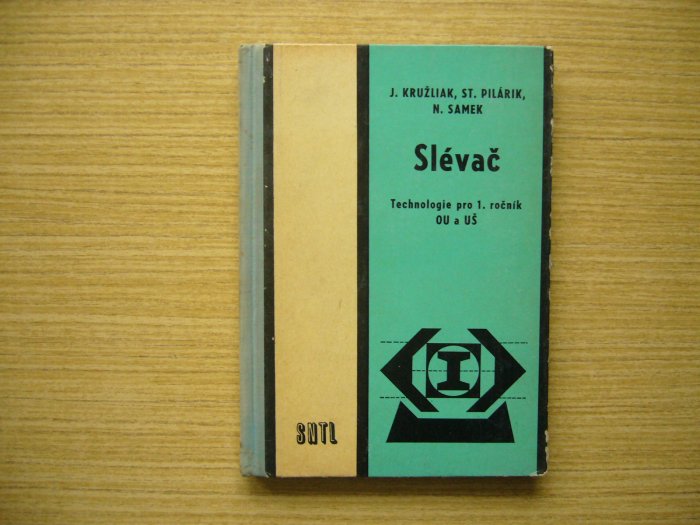 J. KRUŽLIAK, ST. PILÁRIK,
N. SAMEK
Slévač
Technologie pro 1. ročník
OU a UŠ
SNTL